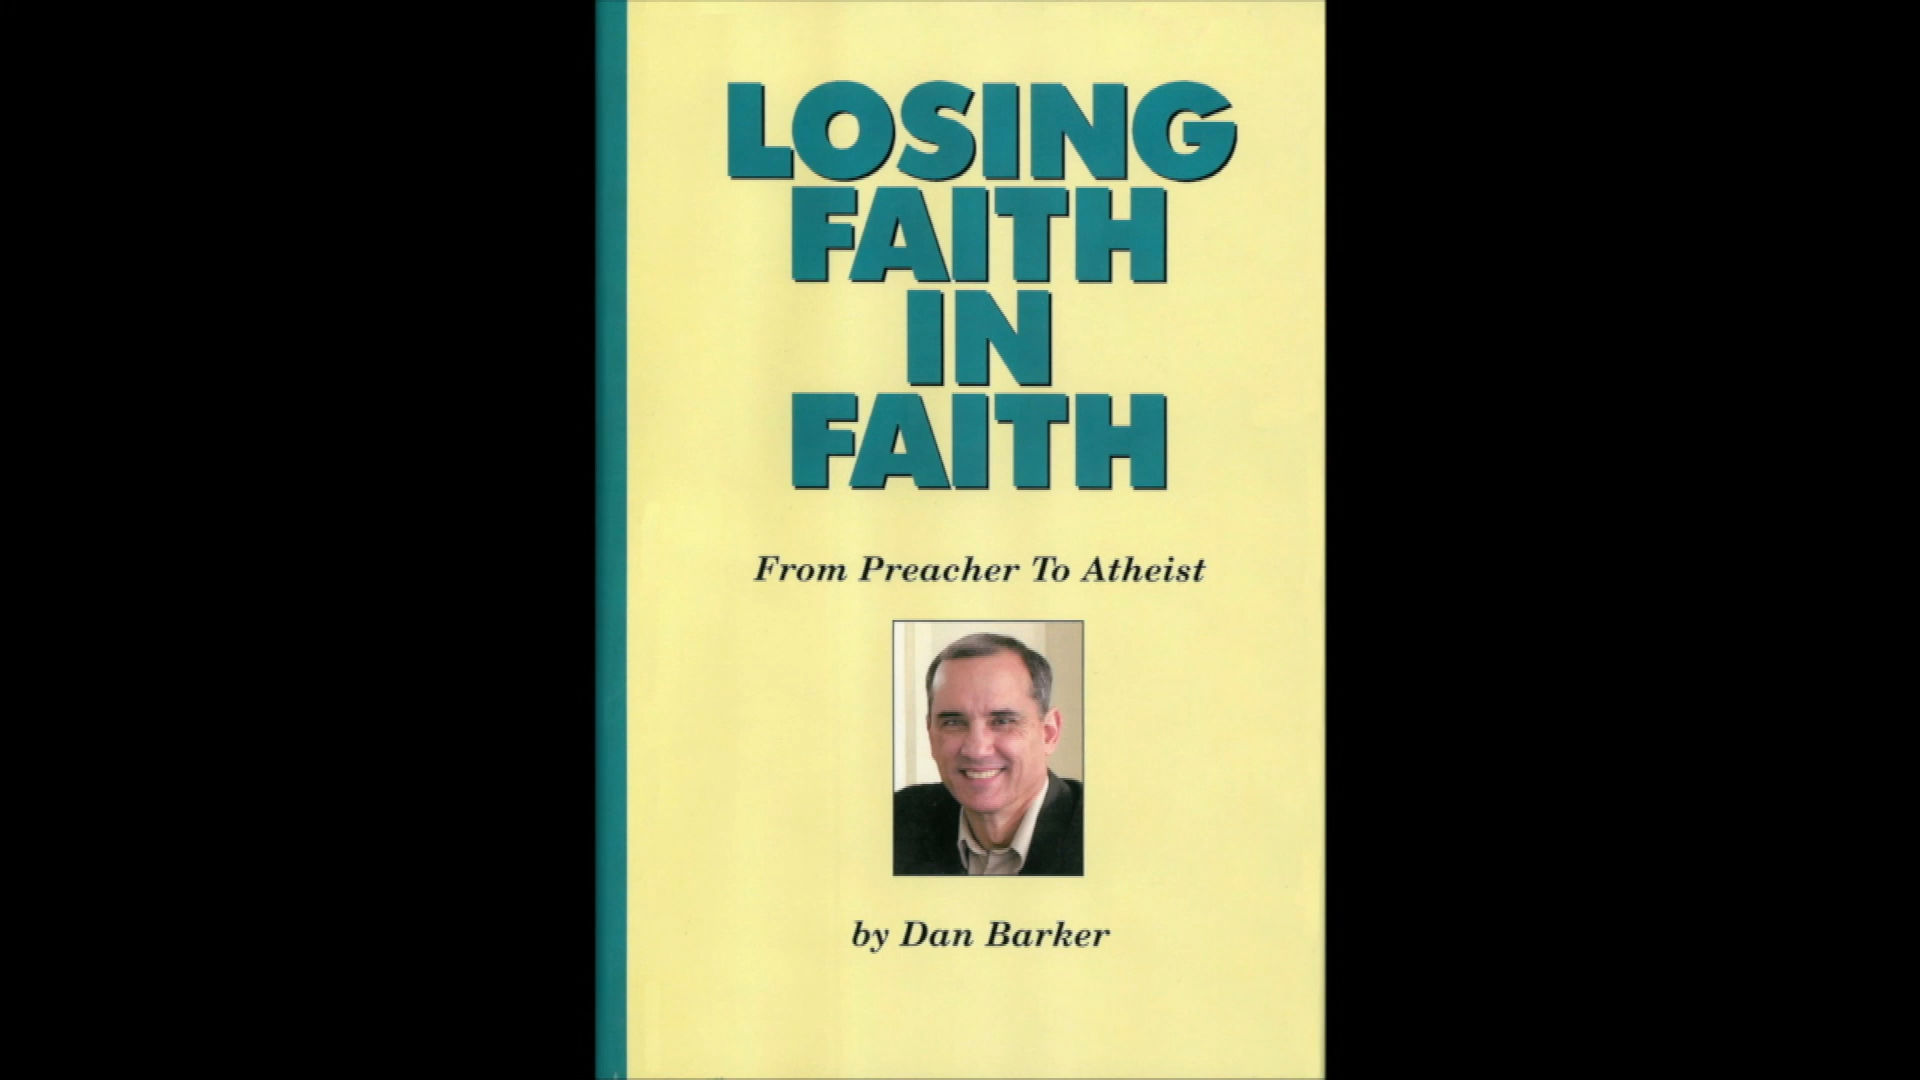 LOSING
FAITH
IN
FAITH
From Preacher To Atheist
by Dan Barker